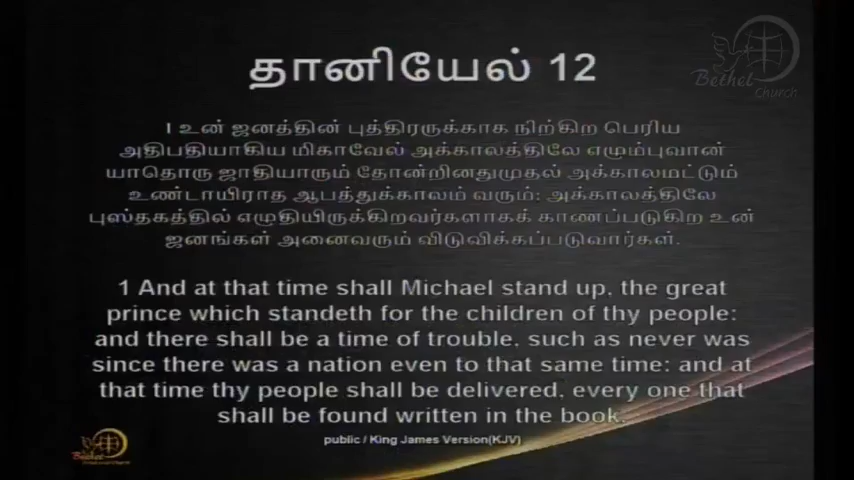 Bethel
Church
தானியேல் 12
1 உன் ஜனத்தின் புத்திரருக்காக நிற்கிற பெரிய
அதிபதியாகிய மிகாவேல் அக்காலத்திலே எழும்புவான்
யாதொரு ஜாதியாரும் தோன்றினதுமுதல் அக்காலமட்டும்
உண்டாயிராத ஆபத்துக்காலம் வரும்; அக்காலத்திலே
புஸ்தகத்தில் எழுதியிருக்கிறவர்களாகக் காணப்படுகிற உன்
ஜனங்கள் அனைவரும் விடுவிக்கப்படுவார்கள்.
1 And at that time shall Michael stand up, the great
prince which standeth for the children of thy people:
and there shall be a time of trouble, such as never was
since there was a nation even to that same time: and at
that time thy people shall be delivered, every one that
shall be found written in the book.
public / King James Version(KJV)
Bethel